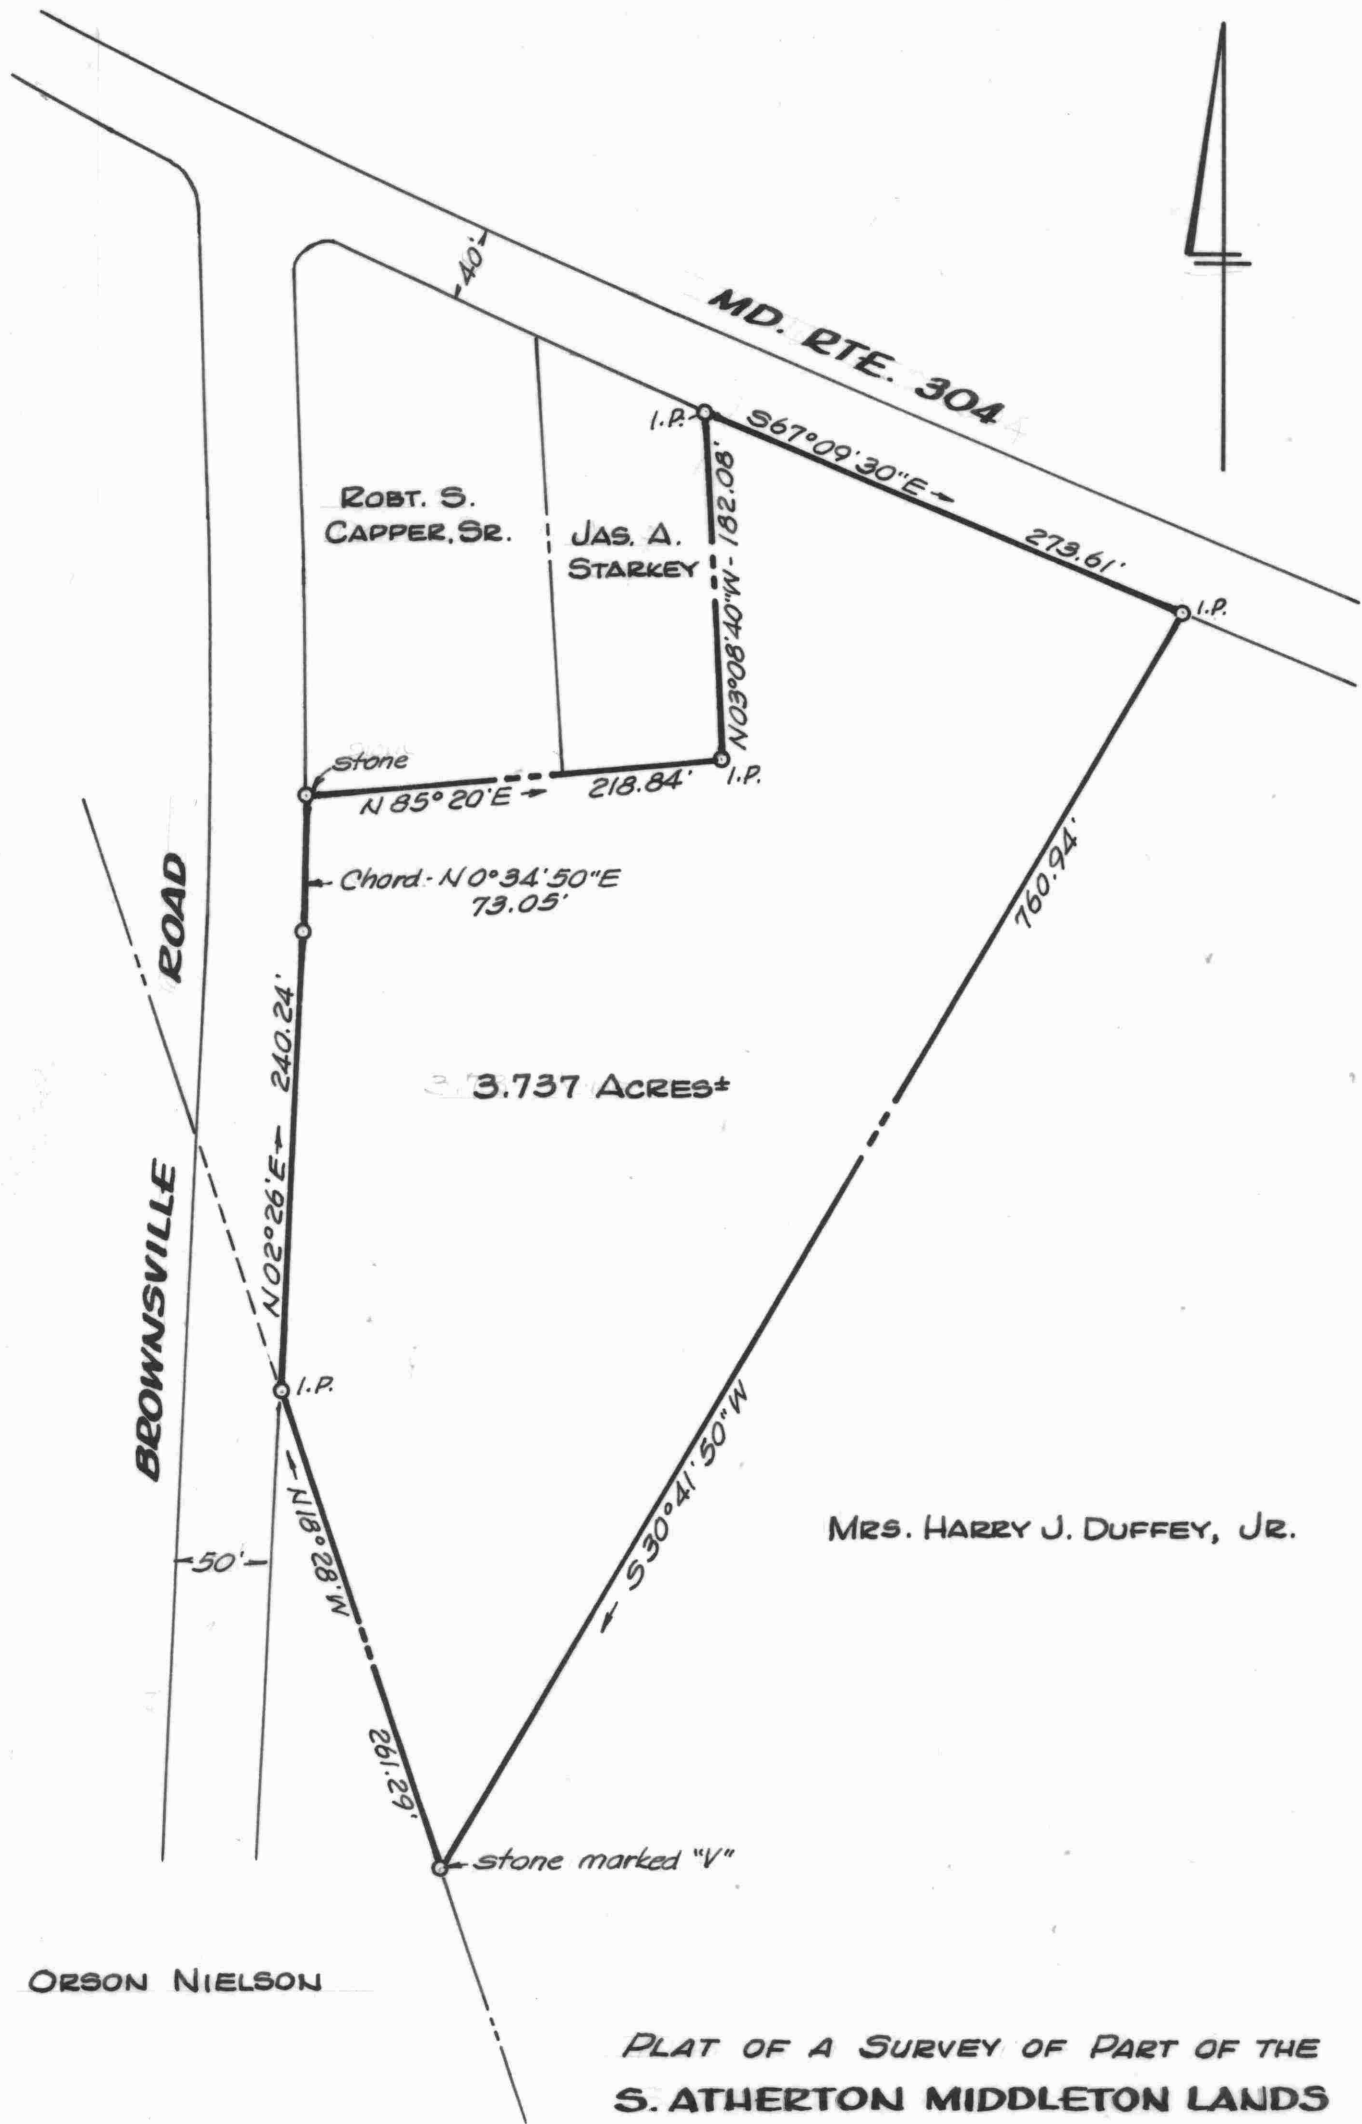 40'
MD. RTE. 304
I.P.
S67°09'30"E
273.61'
I.P.
ROBT. S.
CAPPER, SR.
JAS. A.
STARKEY
N03°08'40"W - 182.08'
I.P.
stone
N 85° 20' E
218.84'
Chord - N 0° 34' 50" E
73.05'
760.94'
BROWNSVILLE ROAD
N 02° 26' E
240.24'
3.737 ACRES±
I.P.
N 18° 28' W
261.29'
50'
S 30° 41' 50" W
MRS. HARRY J. DUFFEY, JR.
stone marked "V"
ORSON NIELSON
PLAT OF A SURVEY OF PART OF THE
S. ATHERTON MIDDLETON LANDS